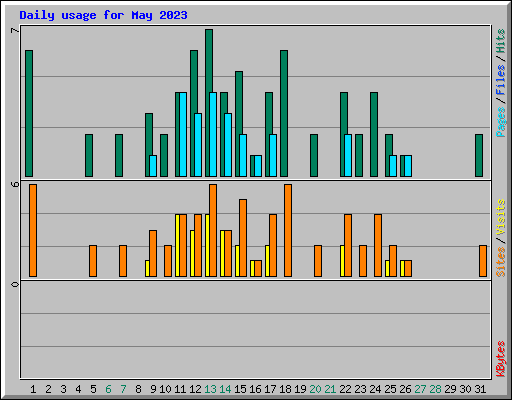 Daily usage for May 2023
7
Pages / Files / Hits
6
Sites / Visits
0
KBytes
1 2 3 4 5 6 7 8 9 10 11 12 13 14 15 16 17 18 19 20 21 22 23 24 25 26 27 28 29 30 31